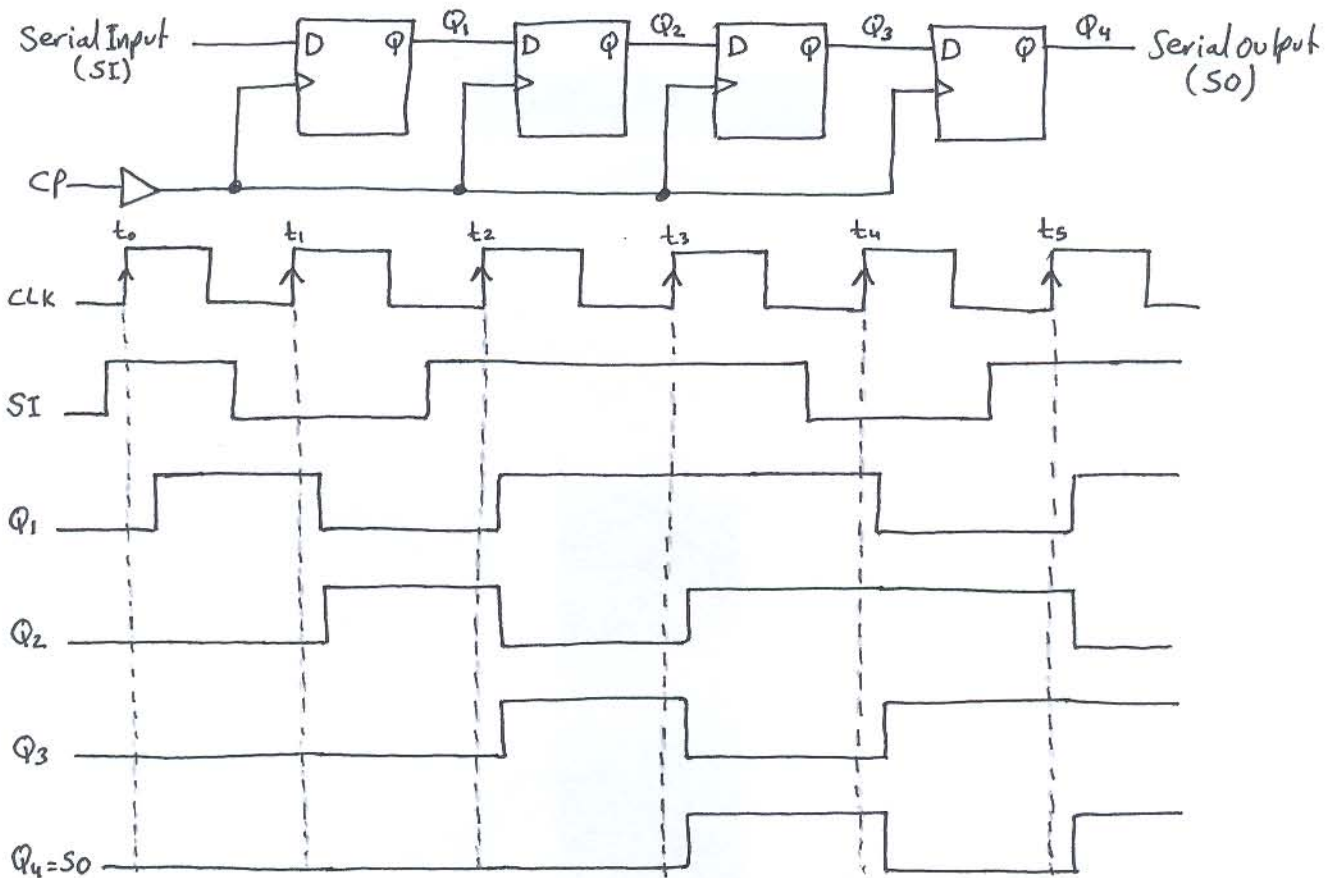 Serial Input D Q Q1 D Q Q2 D Q Q3 D Q Q4 Serial output
(SI) (SO)
CP
t0 t1 t2 t3 t4 t5
CLK
SI
Q1
Q2
Q3
Q4=SO